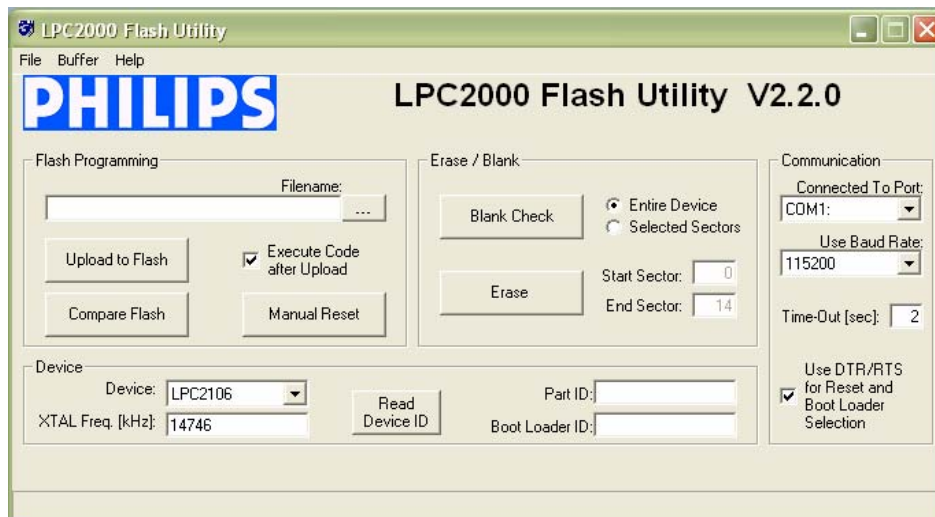 LPC2000 Flash Utility
File Buffer Help
PHILIPS
LPC2000 Flash Utility V2.2.0
Flash Programming
Filename:
...
Upload to Flash
Execute Code
after Upload
Compare Flash
Manual Reset
Erase / Blank
Blank Check
Entire Device
Selected Sectors
Erase
Start Sector: 0
End Sector: 14
Communication
Connected To Port:
COM1:
Use Baud Rate:
115200
Time-Out [sec]: 2
Use DTR/RTS
for Reset and
Boot Loader
Selection
Device
Device: LPC2106
XTAL Freq. [kHz]: 14746
Read
Device ID
Part ID:
Boot Loader ID: